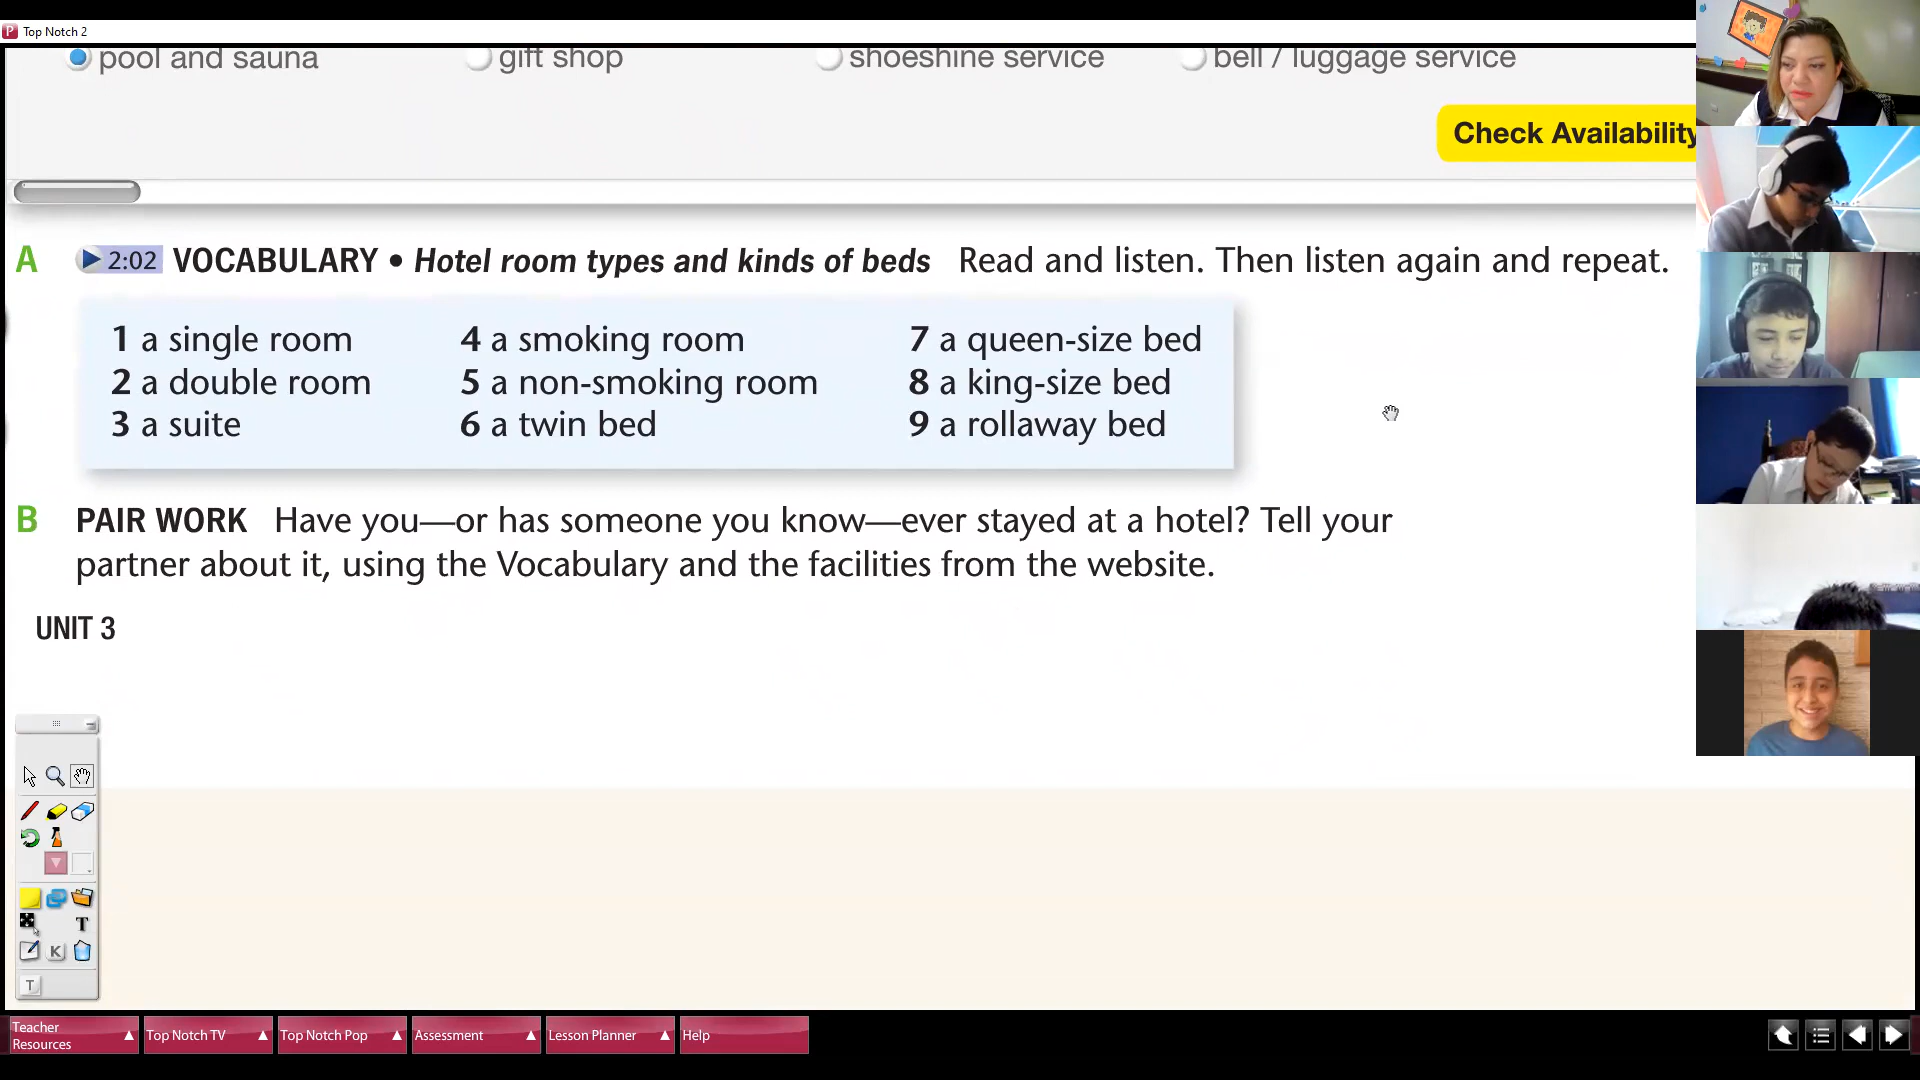 Top Notch 2
pool and sauna gift shop shoeshine service bell / luggage service
Check Availability
A 2:02 VOCABULARY • Hotel room types and kinds of beds Read and listen. Then listen again and repeat.
1 a single room 4 a smoking room 7 a queen-size bed
2 a double room 5 a non-smoking room 8 a king-size bed
3 a suite 6 a twin bed 9 a rollaway bed
B PAIR WORK Have you—or has someone you know—ever stayed at a hotel? Tell your
partner about it, using the Vocabulary and the facilities from the website.
UNIT 3
T
K
T
Teacher
Resources
Top Notch TV
Top Notch Pop
Assessment
Lesson Planner
Help